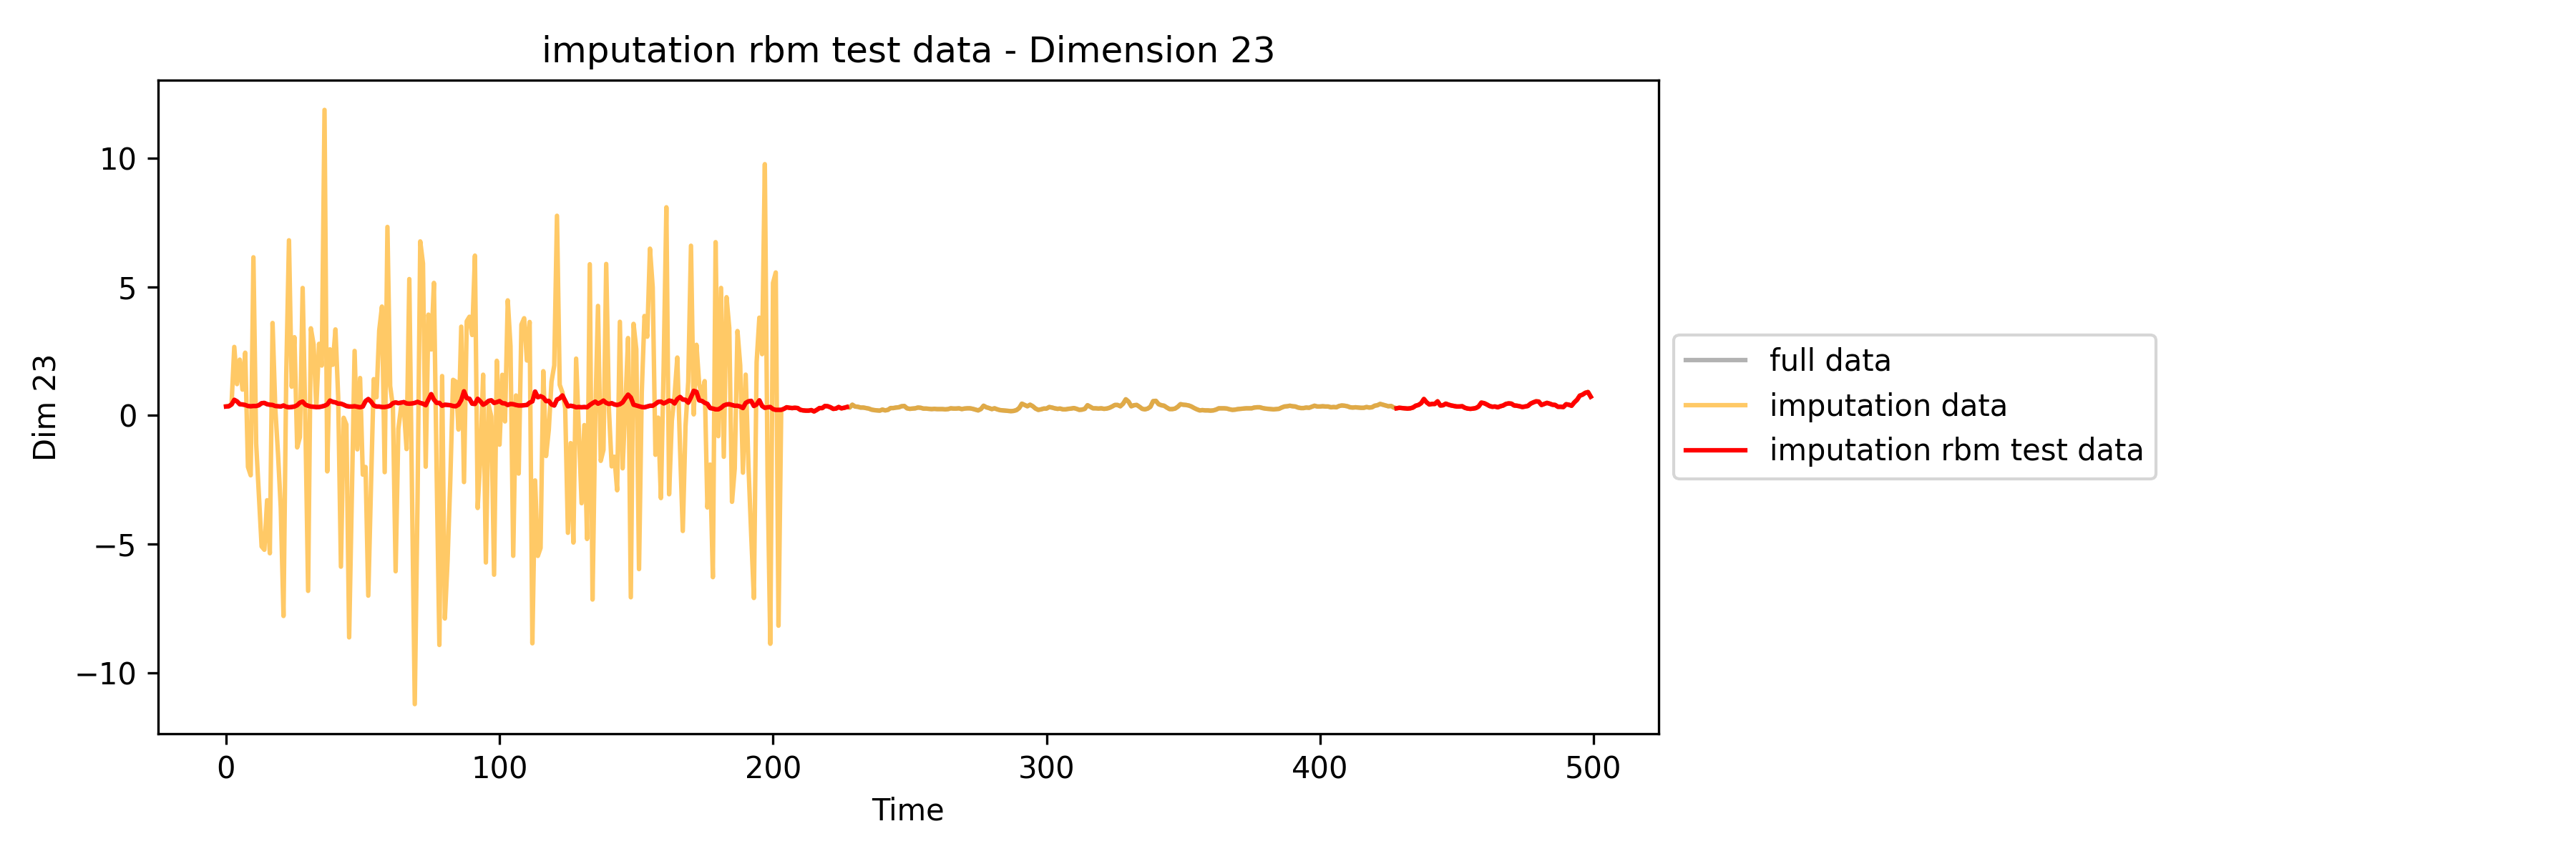 imputation rbm test data - Dimension 23
10
5
0
−5
−10
Dim 23
0 100 200 300 400 500
Time
full data
imputation data
imputation rbm test data